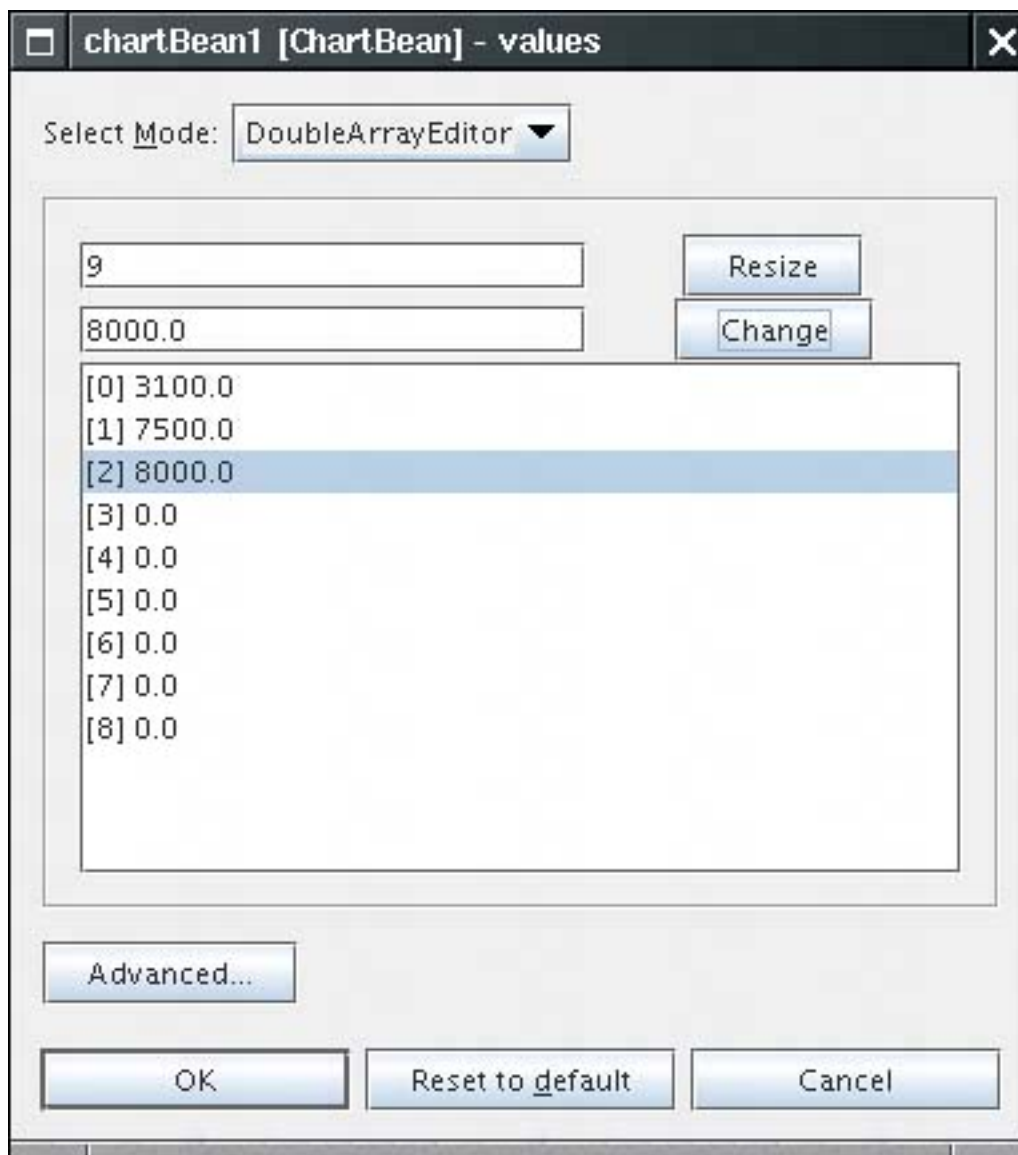 chartBean1 [ChartBean] - values
Select Mode: DoubleArrayEditor
9 Resize
8000.0 Change
[0] 3100.0
[1] 7500.0
[2] 8000.0
[3] 0.0
[4] 0.0
[5] 0.0
[6] 0.0
[7] 0.0
[8] 0.0
Advanced...
OK Reset to default Cancel